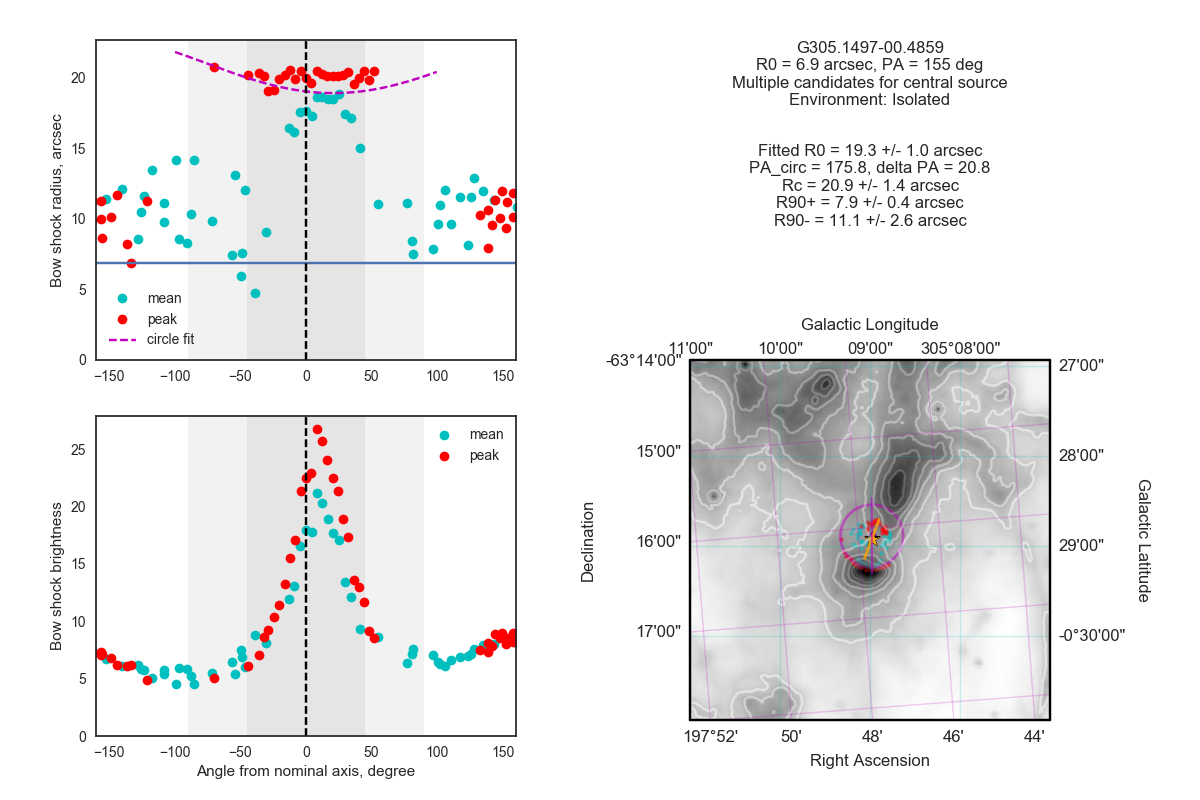 G305.1497-00.4859
R0 = 6.9 arcsec, PA = 155 deg
Multiple candidates for central source
Environment: Isolated
Fitted R0 = 19.3 +/- 1.0 arcsec
PA_circ = 175.8, delta PA = 20.8
Rc = 20.9 +/- 1.4 arcsec
R90+ = 7.9 +/- 0.4 arcsec
R90- = 11.1 +/- 2.6 arcsec
Bow shock radius, arcsec
20
15
10
5
0
mean
peak
circle fit
−150 −100 −50 0 50 100 150
Bow shock brightness
25
20
15
10
5
0
mean
peak
−150 −100 −50 0 50 100 150
Angle from nominal axis, degree
Galactic Longitude
11'00" 10'00" 09'00" 305°08'00"
-63°14'00"
15'00"
16'00"
17'00"
Declination
27'00"
28'00"
29'00"
-0°30'00"
Galactic Latitude
197°52' 50' 48' 46' 44'
Right Ascension